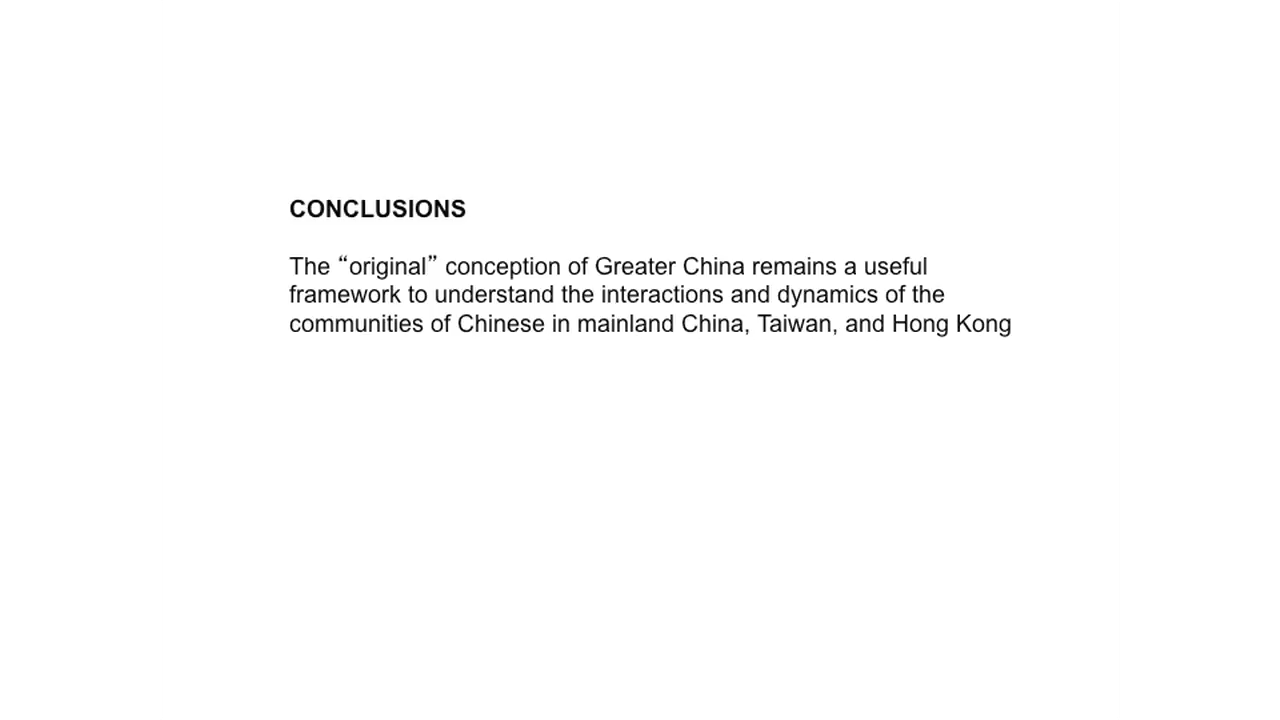 CONCLUSIONS
The “original” conception of Greater China remains a useful
framework to understand the interactions and dynamics of the
communities of Chinese in mainland China, Taiwan, and Hong Kong